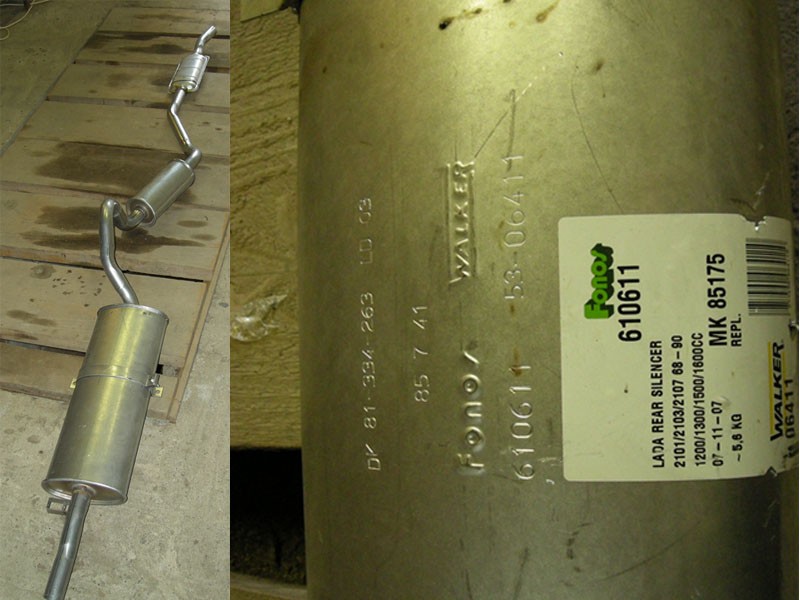 DK 81-334-263 LD 03
85 7 41
WALKER
53-06411
Fonos
610611
Fonos
610611
LADA REAR SILENCER
2101/2103/2107 68-90
1200/1300/1500/1600CC
07-11-07 MK 85175
~5,6 KG REPL.
WALKER
06411